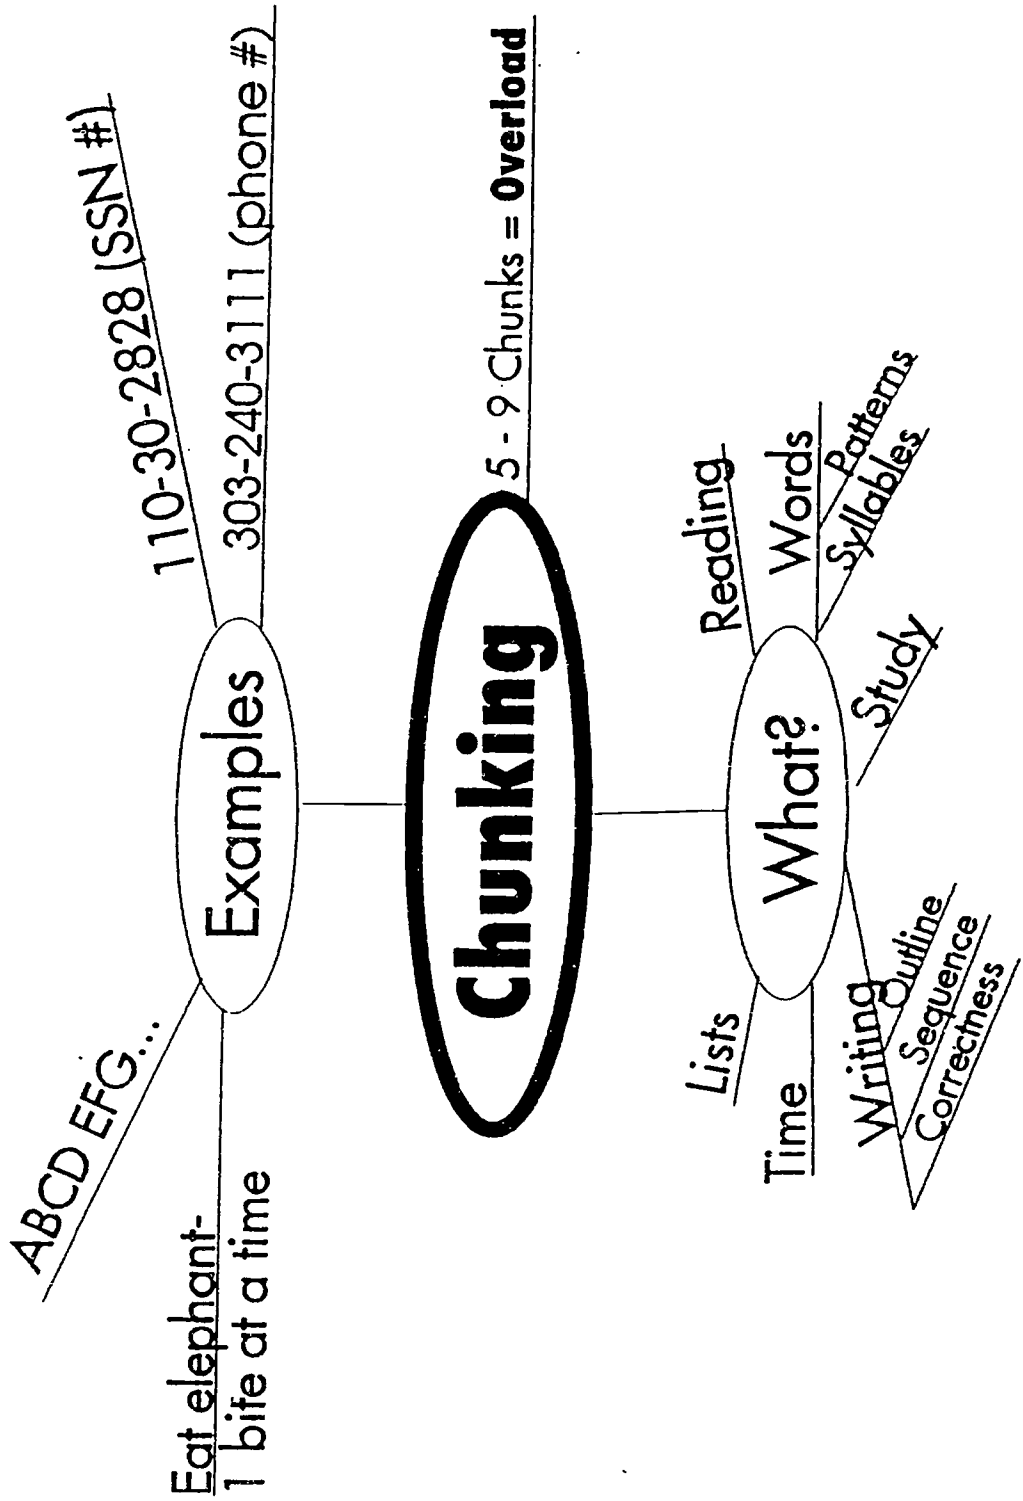 ABCD EFG...
Eat elephant-
1 bite at a time
Examples
110-30-2828 (SSN #)
303-240-3111 (phone #)
Chunking
5 - 9 Chunks = Overload
What?
Lists
Time
Writing
Outline
Sequence
Correctness
Study
Reading
Words
Patterns
Syllables